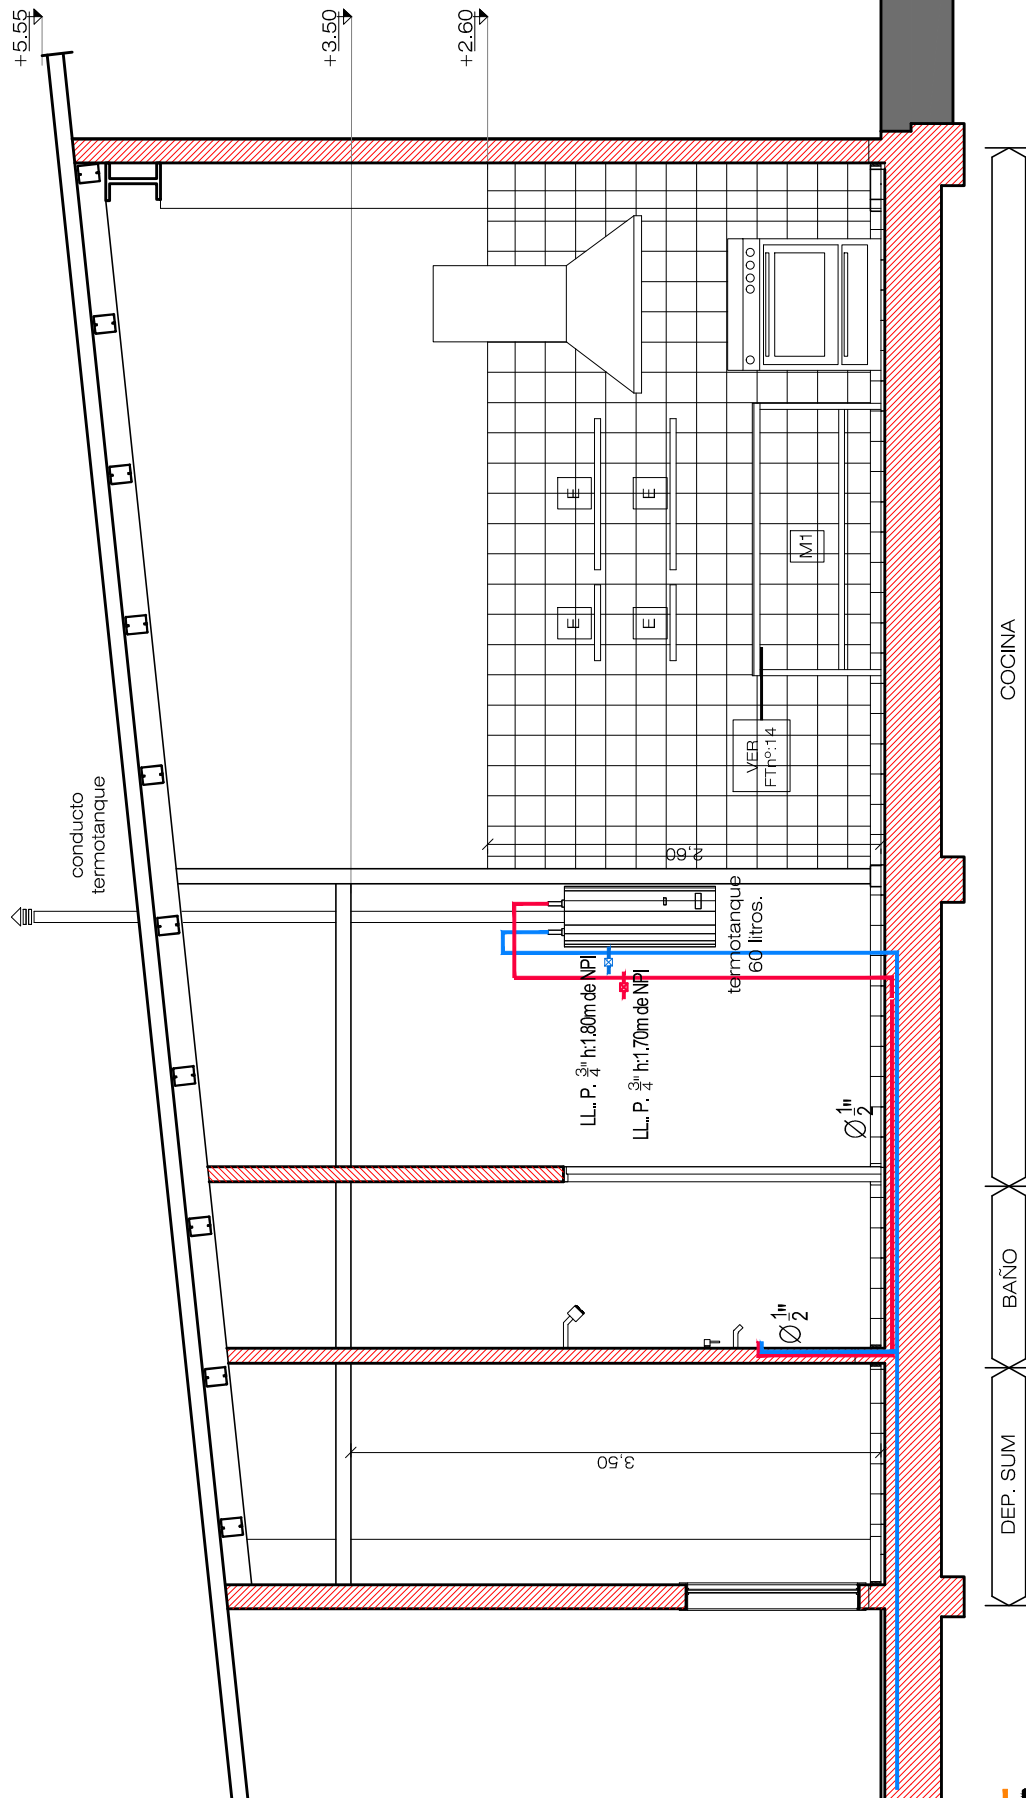 +5.55
+3.50
+2.60
conducto
termotanque
E
E
E
E
M1
VER
FTnº:14
2,60
termotanque
60 litros.
LL.. P. 3/4" h:1.80m de NPI
LL.. P. 3/4" h:1.70m de NPI
Ø 1/2"
Ø 1/2"
3,50
DEP. SUM
BAÑO
COCINA